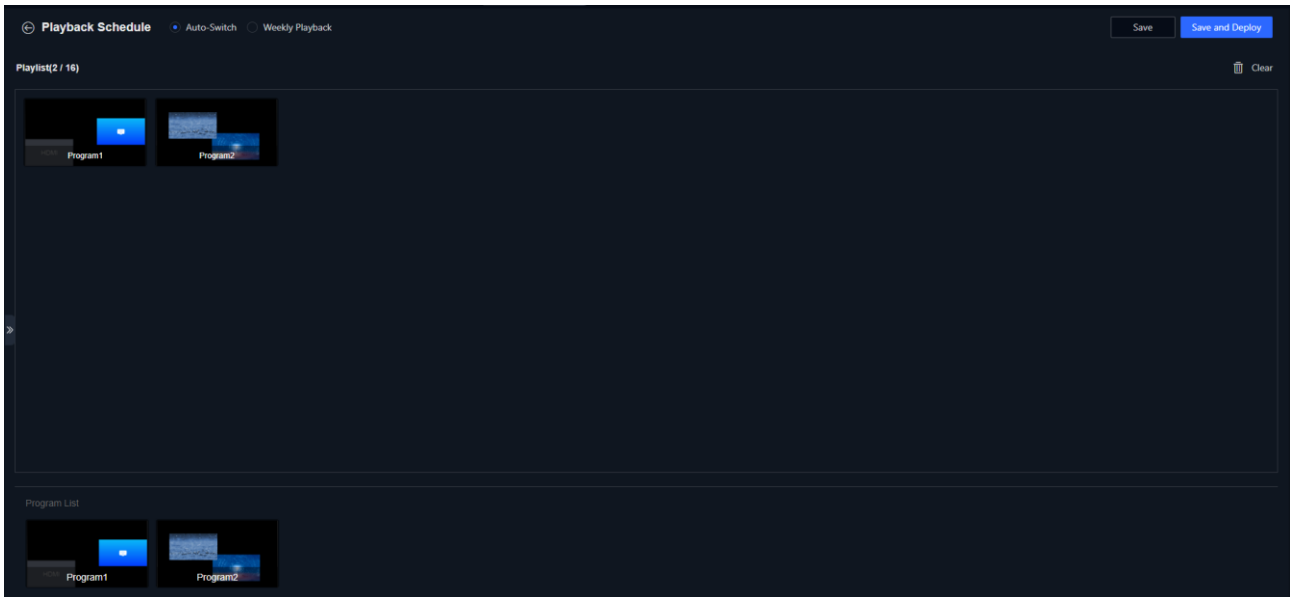 Playback Schedule Auto-Switch Weekly Playback Save Save and Deploy
Playlist(2 / 16) Clear
Program1 Program2
Program List
Program1 Program2